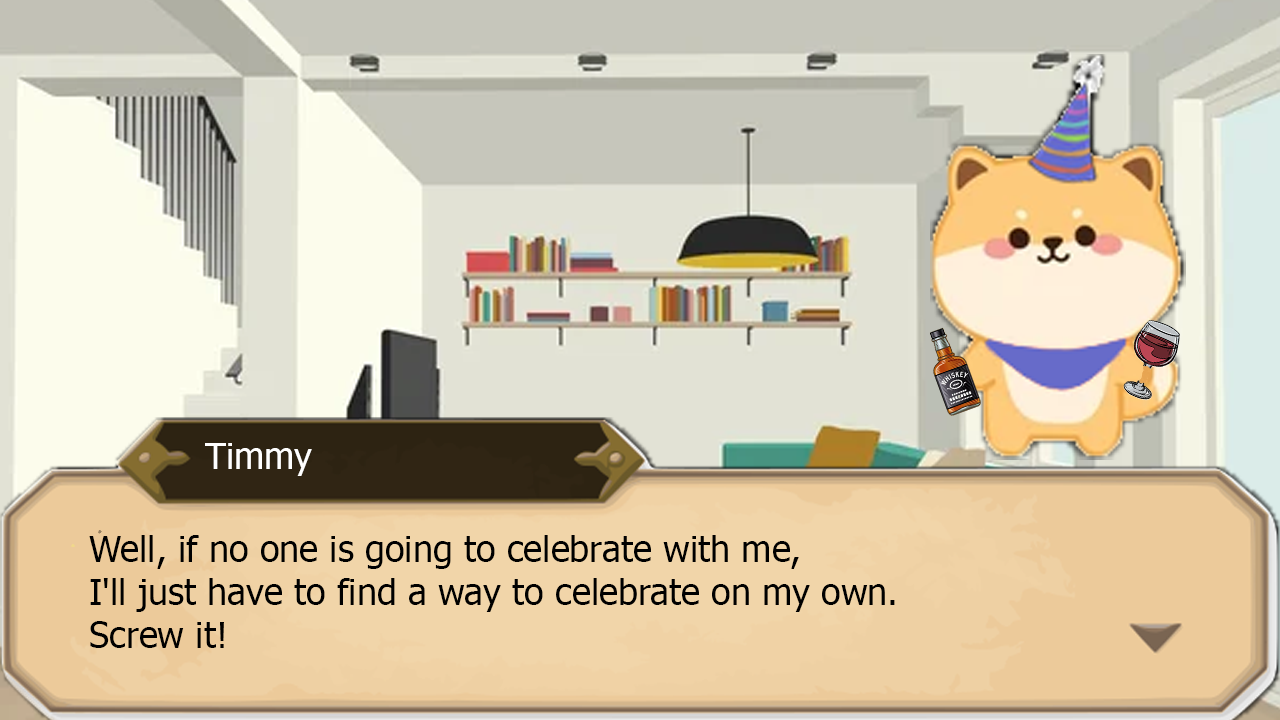 WHISKEY
Timmy
Well, if no one is going to celebrate with me,
I'll just have to find a way to celebrate on my own.
Screw it!